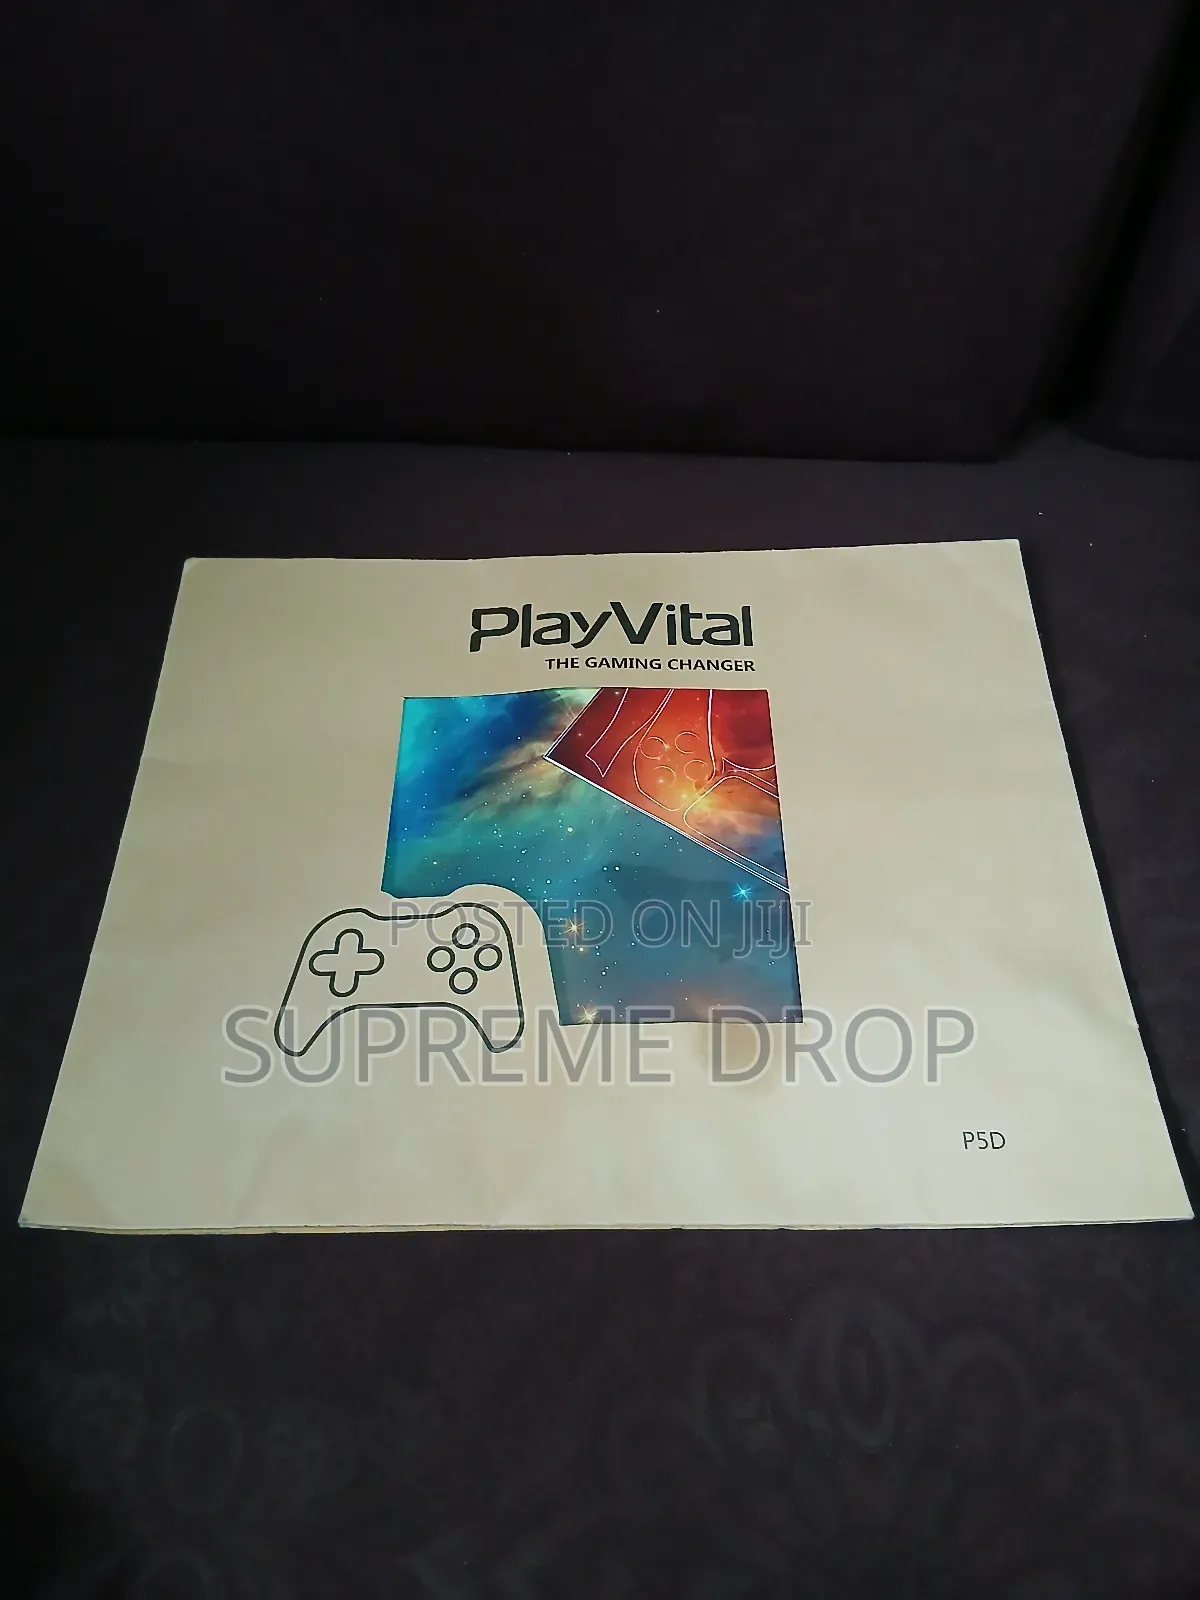 PlayVital
THE GAMING CHANGER
POSTED ON JIJI
SUPREME DROP
P5D